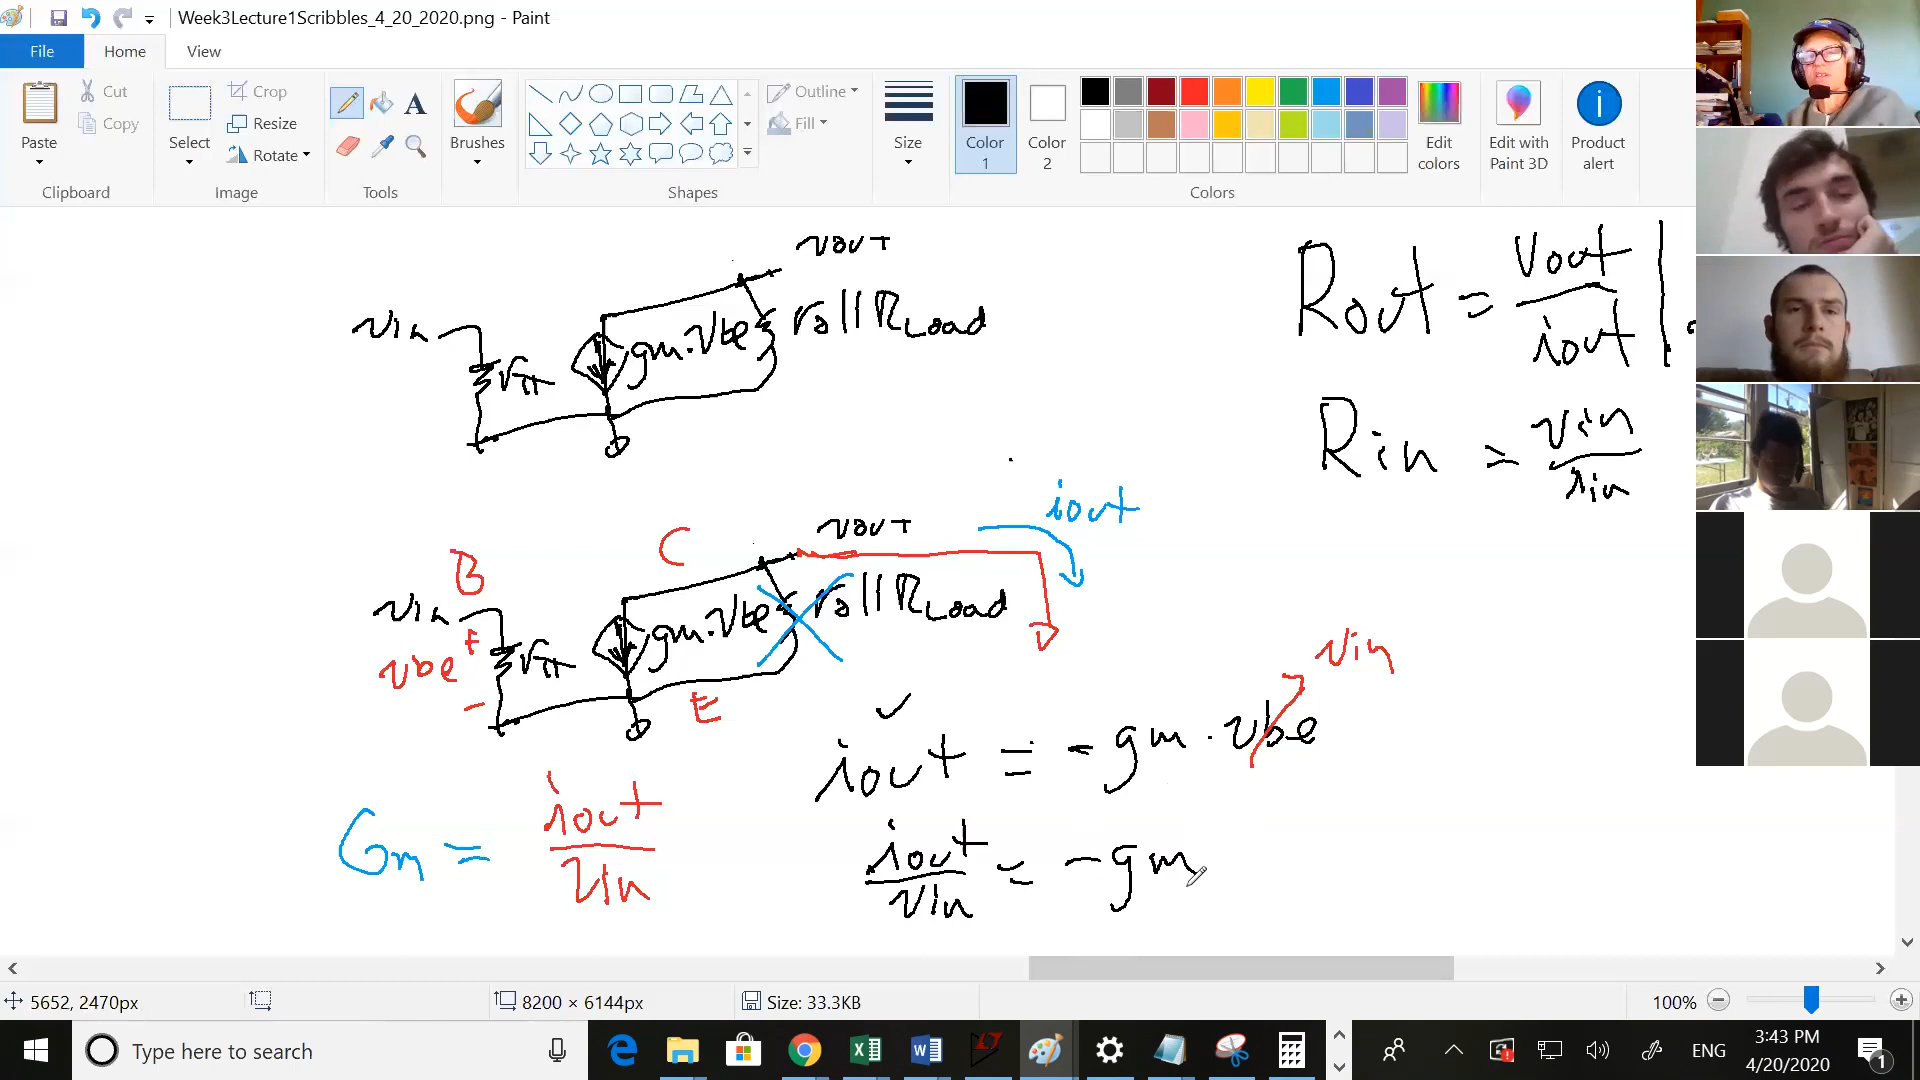 Week3Lecture1Scribbles_4_20_2020.png - Paint
File
Home
View
Paste
Cut
Copy
Clipboard
Select
Crop
Resize
Rotate
Image
A
Tools
Brushes
Outline
Fill
Shapes
Size
Color 1
Color 2
Edit colors
Colors
Edit with Paint 3D
Product alert
vout
vin
rπ
gm.vbe
ro||RLoad
Rout = vout/iout |
Rin = vin/iin
iout
vout
C
B
vin
+
vbe
-
rπ
gm.vbe
ro||RLoad
E
vin
✓
iout = -gm.vbe
Gm = iout/vin
iout/vin = -gm
5652, 2470px
8200 × 6144px
Size: 33.3KB
100%
Type here to search
ENG
3:43 PM
4/20/2020
1